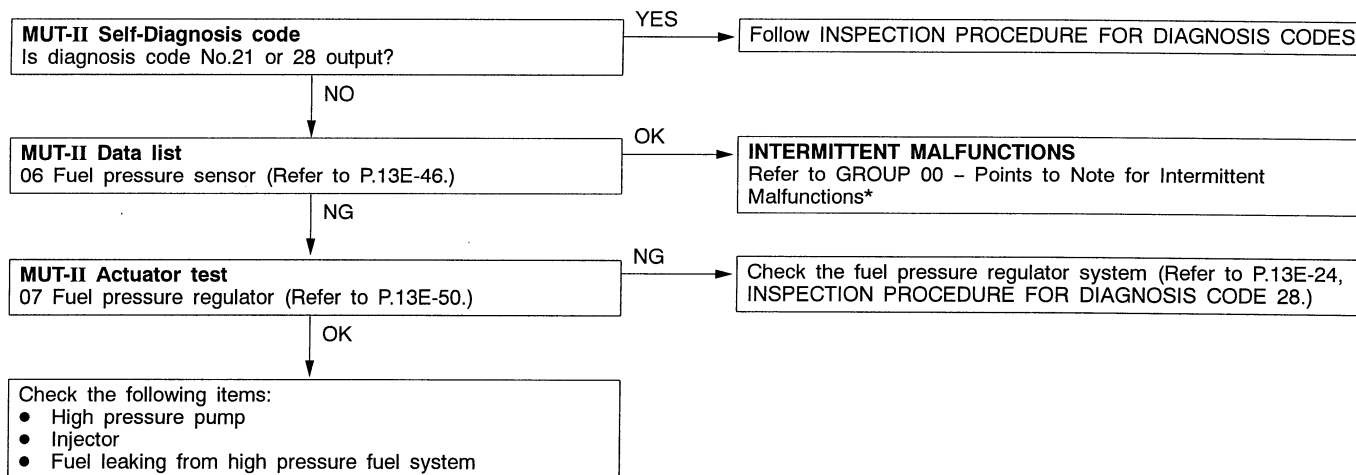 MUT-II Self-Diagnosis code
Is diagnosis code No.21 or 28 output?
YES
Follow INSPECTION PROCEDURE FOR DIAGNOSIS CODES
NO
MUT-II Data list
06 Fuel pressure sensor (Refer to P.13E-46.)
OK
INTERMITTENT MALFUNCTIONS
Refer to GROUP 00 – Points to Note for Intermittent
Malfunctions*
NG
MUT-II Actuator test
07 Fuel pressure regulator (Refer to P.13E-50.)
NG
Check the fuel pressure regulator system (Refer to P.13E-24,
INSPECTION PROCEDURE FOR DIAGNOSIS CODE 28.)
OK
Check the following items:
● High pressure pump
● Injector
● Fuel leaking from high pressure fuel system